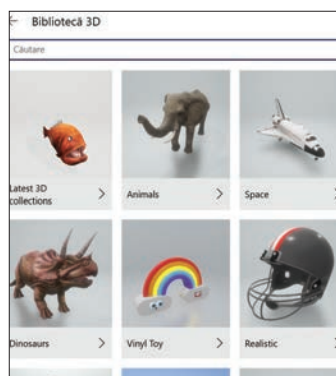 Bibliotecă 3D
Căutare
Latest 3D
collections
Animals
Space
Dinosaurs
Vinyl Toy
Realistic